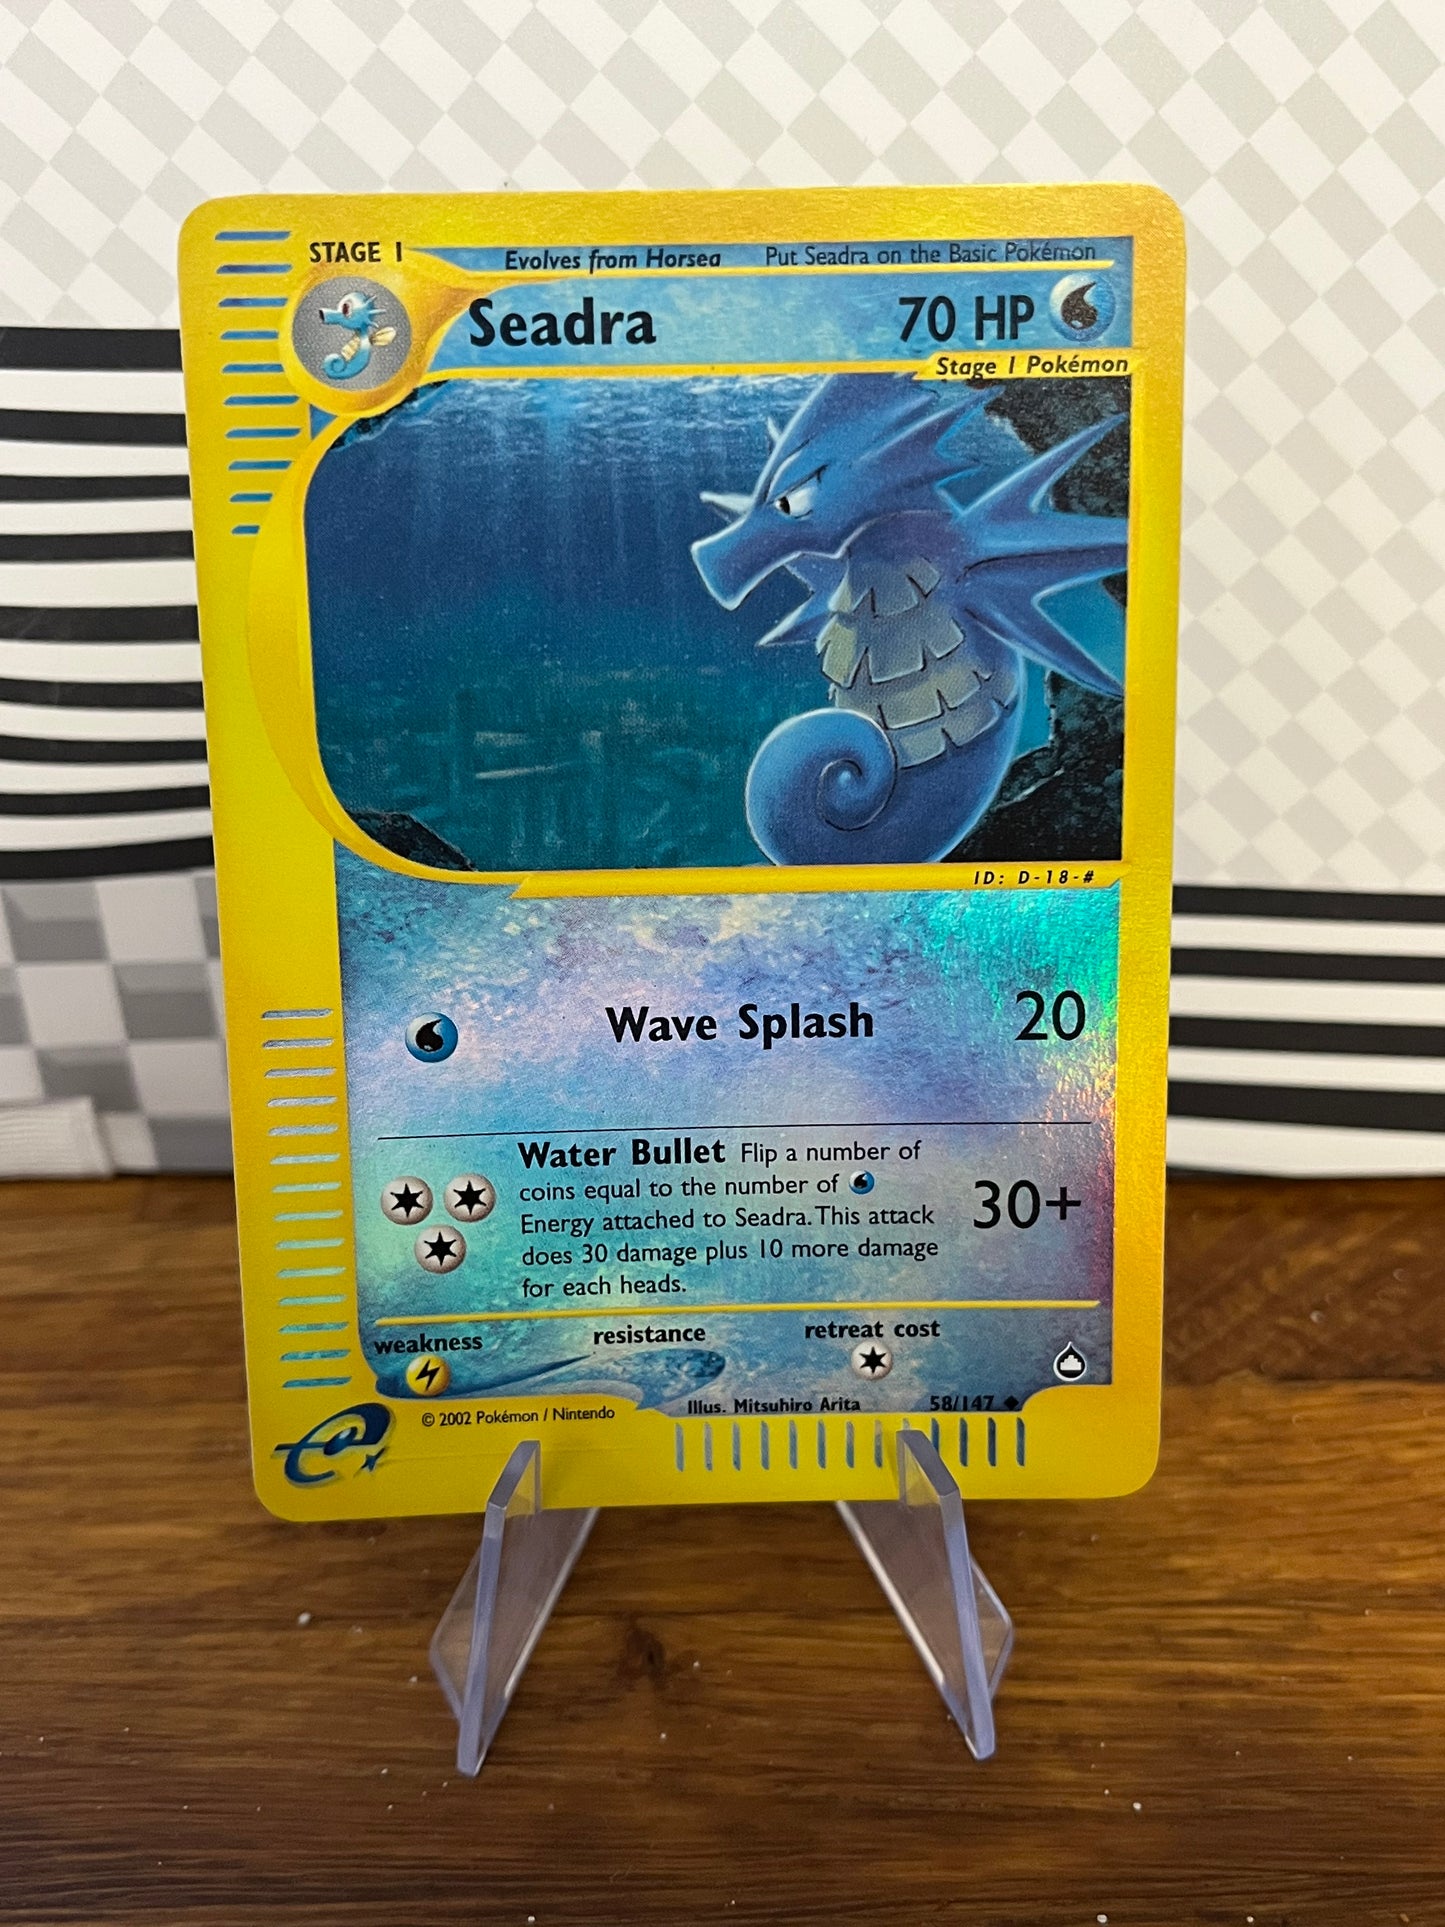 STAGE 1
Evolves from Horsea
Put Seadra on the Basic Pokémon
Seadra
70 HP
Stage 1 Pokémon
ID: D-18-#
Wave Splash
20
Water Bullet Flip a number of
coins equal to the number of
Energy attached to Seadra. This attack
does 30 damage plus 10 more damage
for each heads.
30+
weakness
resistance
retreat cost
Illus. Mitsuhiro Arita
58/147
© 2002 Pokémon / Nintendo
e